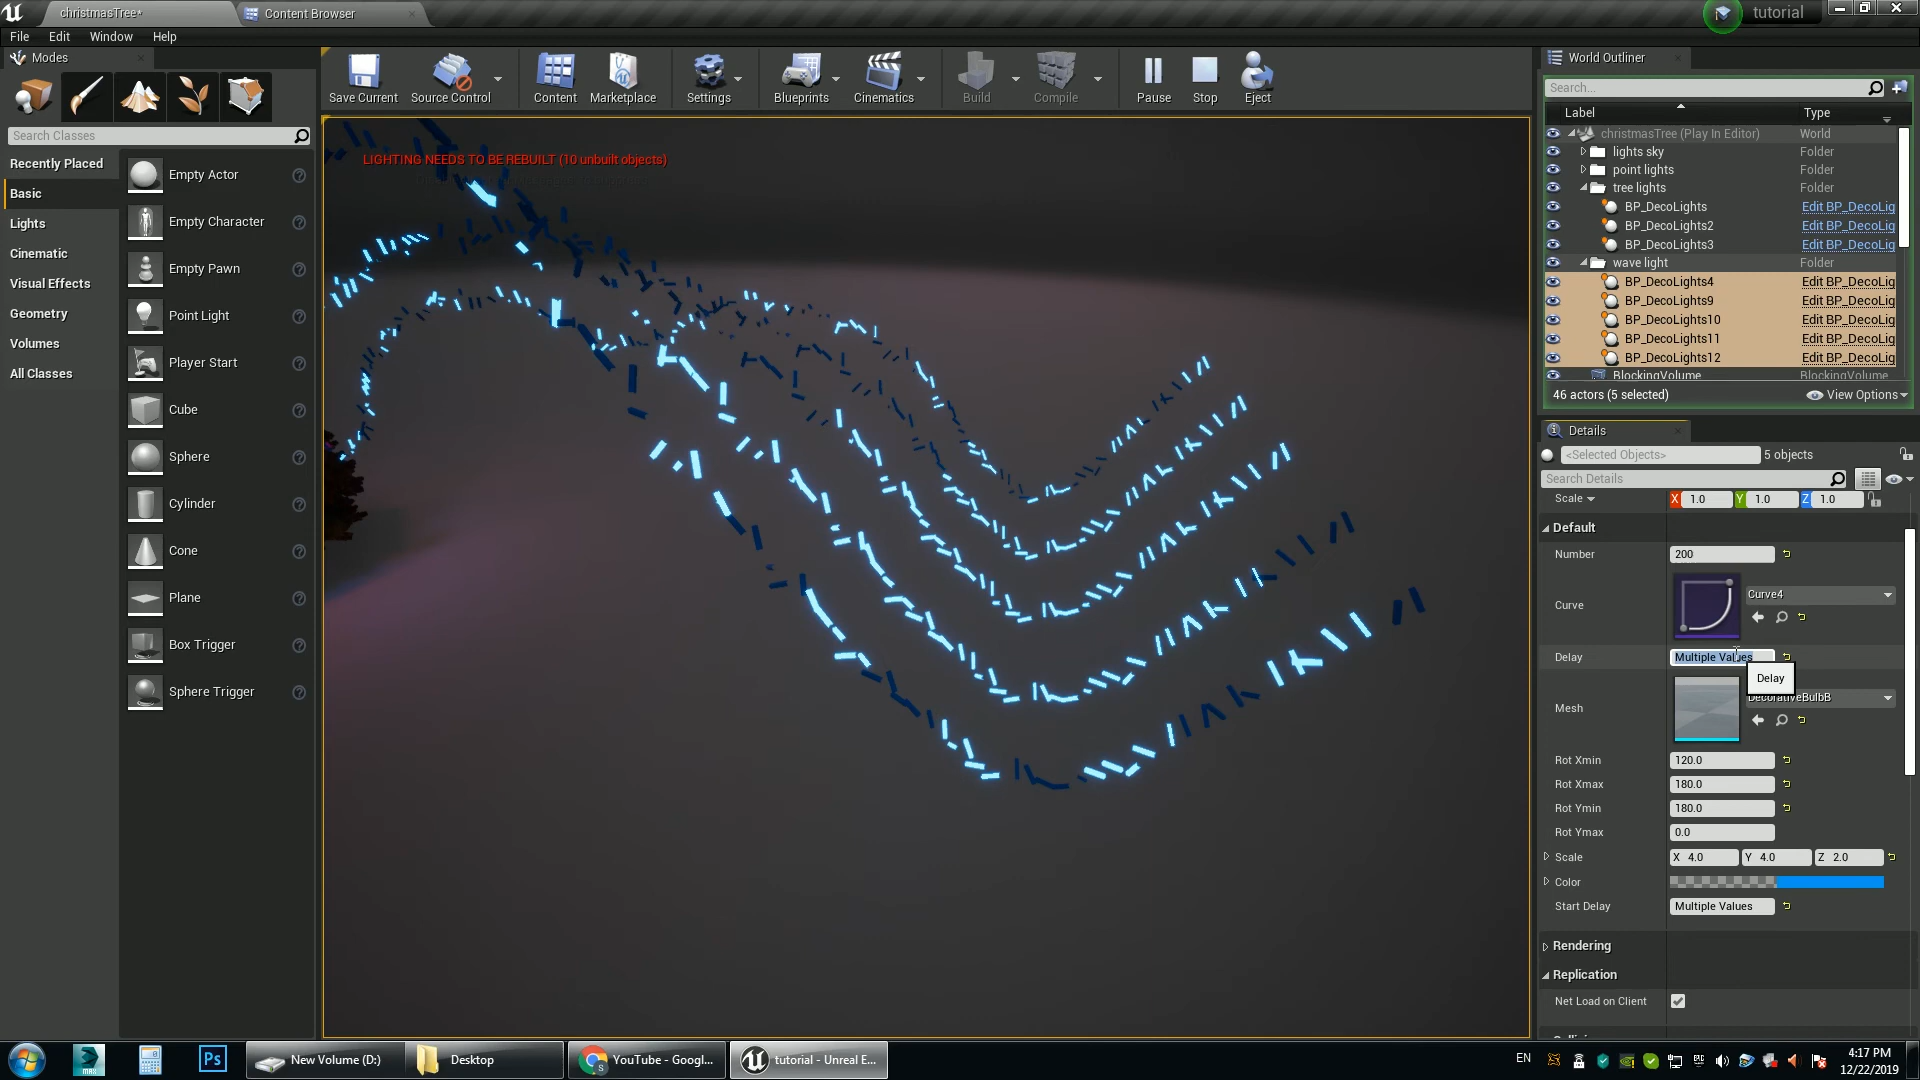 christmasTree*
Content Browser
tutorial
File Edit Window Help
Modes
Search Classes
Recently Placed
Basic
Lights
Cinematic
Visual Effects
Geometry
Volumes
All Classes
Empty Actor
Empty Character
Empty Pawn
Point Light
Player Start
Cube
Sphere
Cylinder
Cone
Plane
Box Trigger
Sphere Trigger
Save Current
Source Control
Content
Marketplace
Settings
Blueprints
Cinematics
Build
Compile
Pause
Stop
Eject
LIGHTING NEEDS TO BE REBUILT (10 unbuilt objects)
World Outliner
Search...
Label Type
christmasTree (Play In Editor) World
lights sky Folder
point lights Folder
tree lights Folder
BP_DecoLights Edit BP_DecoLig
BP_DecoLights2 Edit BP_DecoLig
BP_DecoLights3 Edit BP_DecoLig
wave light Folder
BP_DecoLights4 Edit BP_DecoLig
BP_DecoLights9 Edit BP_DecoLig
BP_DecoLights10 Edit BP_DecoLig
BP_DecoLights11 Edit BP_DecoLig
BP_DecoLights12 Edit BP_DecoLig
BlockingVolume BlockingVolume
46 actors (5 selected) View Options
Details
<Selected Objects> 5 objects
Search Details
Scale X 1.0 Y 1.0 Z 1.0
Default
Number 200
Curve Curve4
Delay Multiple Values
Delay
Mesh DecorativeBulbB
Rot Xmin 120.0
Rot Xmax 180.0
Rot Ymin 180.0
Rot Ymax 0.0
Scale X 4.0 Y 4.0 Z 2.0
Color
Start Delay Multiple Values
Rendering
Replication
Net Load on Client
MAX
Ps
New Volume (D:)
Desktop
YouTube - Googl...
tutorial - Unreal E...
EN
4:17 PM
12/22/2019